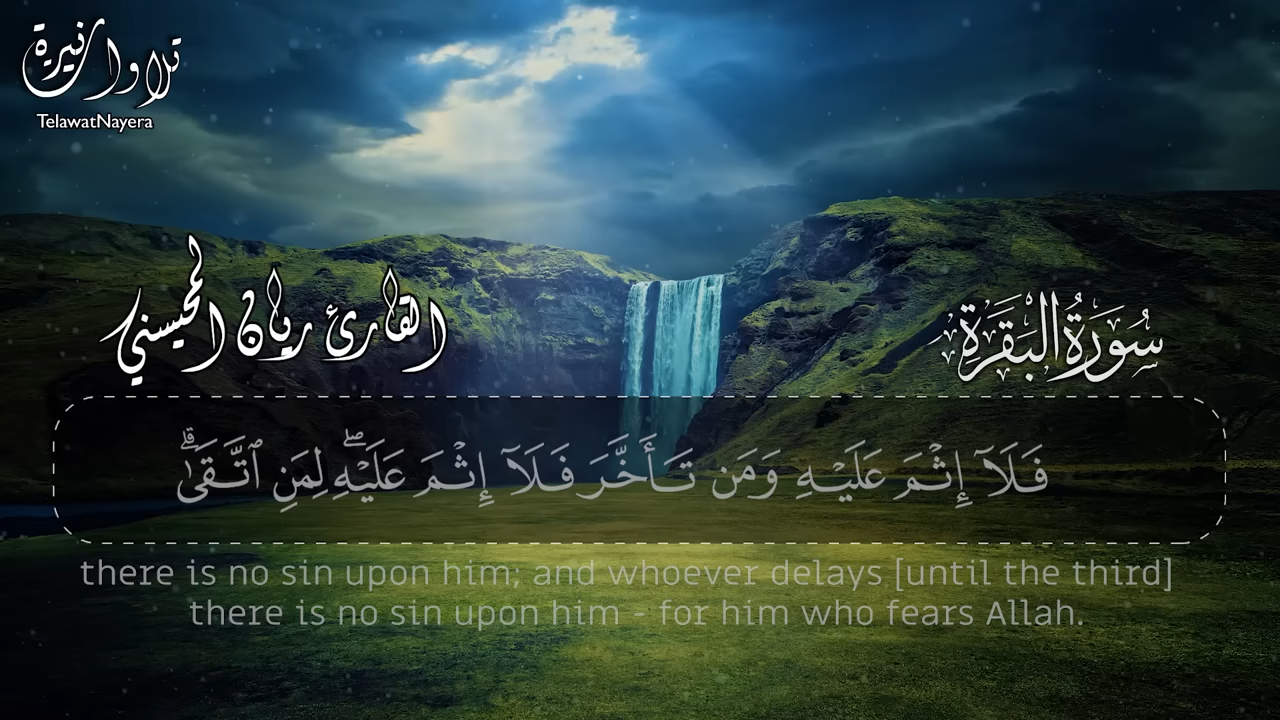 تلاوات نيرة
TelawatNayera
سُورَةُ البَقَرَةِ
القارئ ريان المحيسني
فَلَآ إِثْمَ عَلَيْهِ وَمَن تَأَخَّرَ فَلَآ إِثْمَ عَلَيْهِۖ لِمَنِ ٱتَّقَىٰۗ
there is no sin upon him; and whoever delays [until the third]
there is no sin upon him - for him who fears Allah.